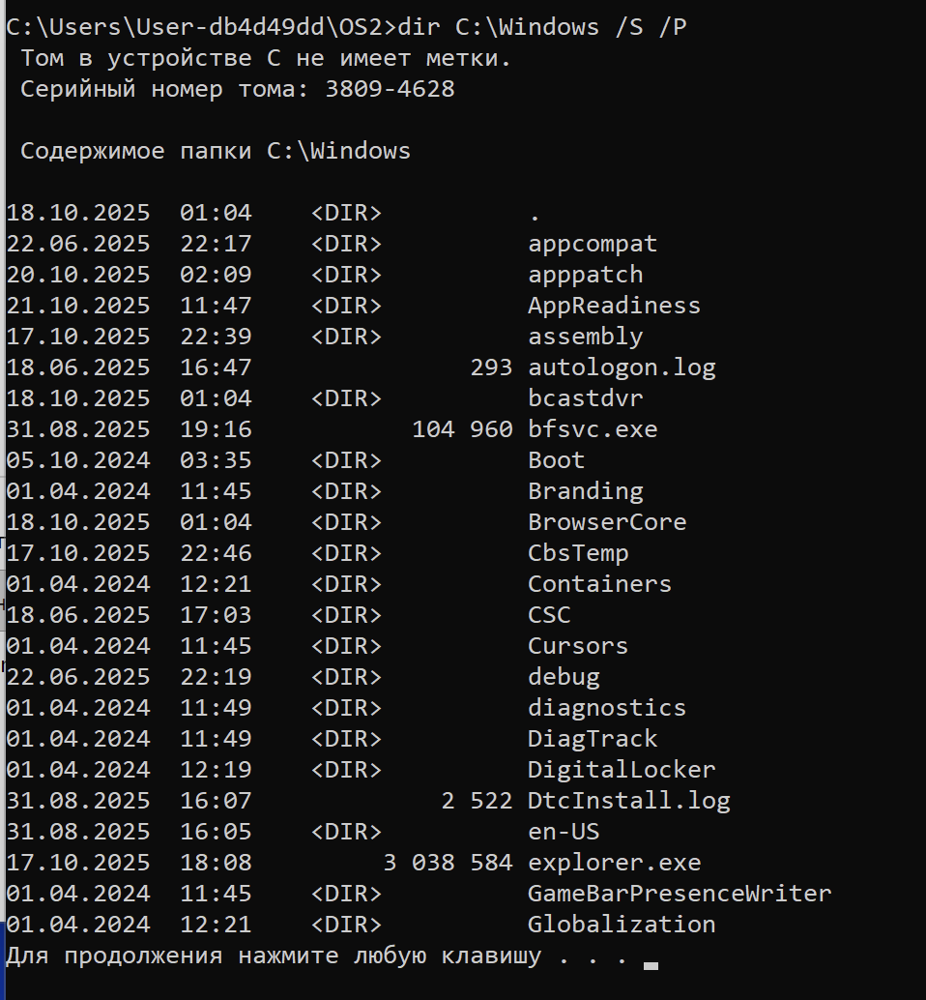 C:\Users\User-db4d49dd\OS2>dir C:\Windows /S /P
 Том в устройстве C не имеет метки.
 Серийный номер тома: 3809-4628

 Содержимое папки C:\Windows

18.10.2025  01:04    <DIR>          .
22.06.2025  22:17    <DIR>          appcompat
20.10.2025  02:09    <DIR>          apppatch
21.10.2025  11:47    <DIR>          AppReadiness
17.10.2025  22:39    <DIR>          assembly
18.06.2025  16:47               293 autologon.log
18.10.2025  01:04    <DIR>          bcastdvr
31.08.2025  19:16           104 960 bfsvc.exe
05.10.2024  03:35    <DIR>          Boot
01.04.2024  11:45    <DIR>          Branding
18.10.2025  01:04    <DIR>          BrowserCore
17.10.2025  22:46    <DIR>          CbsTemp
01.04.2024  12:21    <DIR>          Containers
18.06.2025  17:03    <DIR>          CSC
01.04.2024  11:45    <DIR>          Cursors
22.06.2025  22:19    <DIR>          debug
01.04.2024  11:49    <DIR>          diagnostics
01.04.2024  11:49    <DIR>          DiagTrack
01.04.2024  12:19    <DIR>          DigitalLocker
31.08.2025  16:07             2 522 DtcInstall.log
31.08.2025  16:05    <DIR>          en-US
17.10.2025  18:08         3 038 584 explorer.exe
01.04.2024  11:45    <DIR>          GameBarPresenceWriter
01.04.2024  12:21    <DIR>          Globalization
Для продолжения нажмите любую клавишу . . .